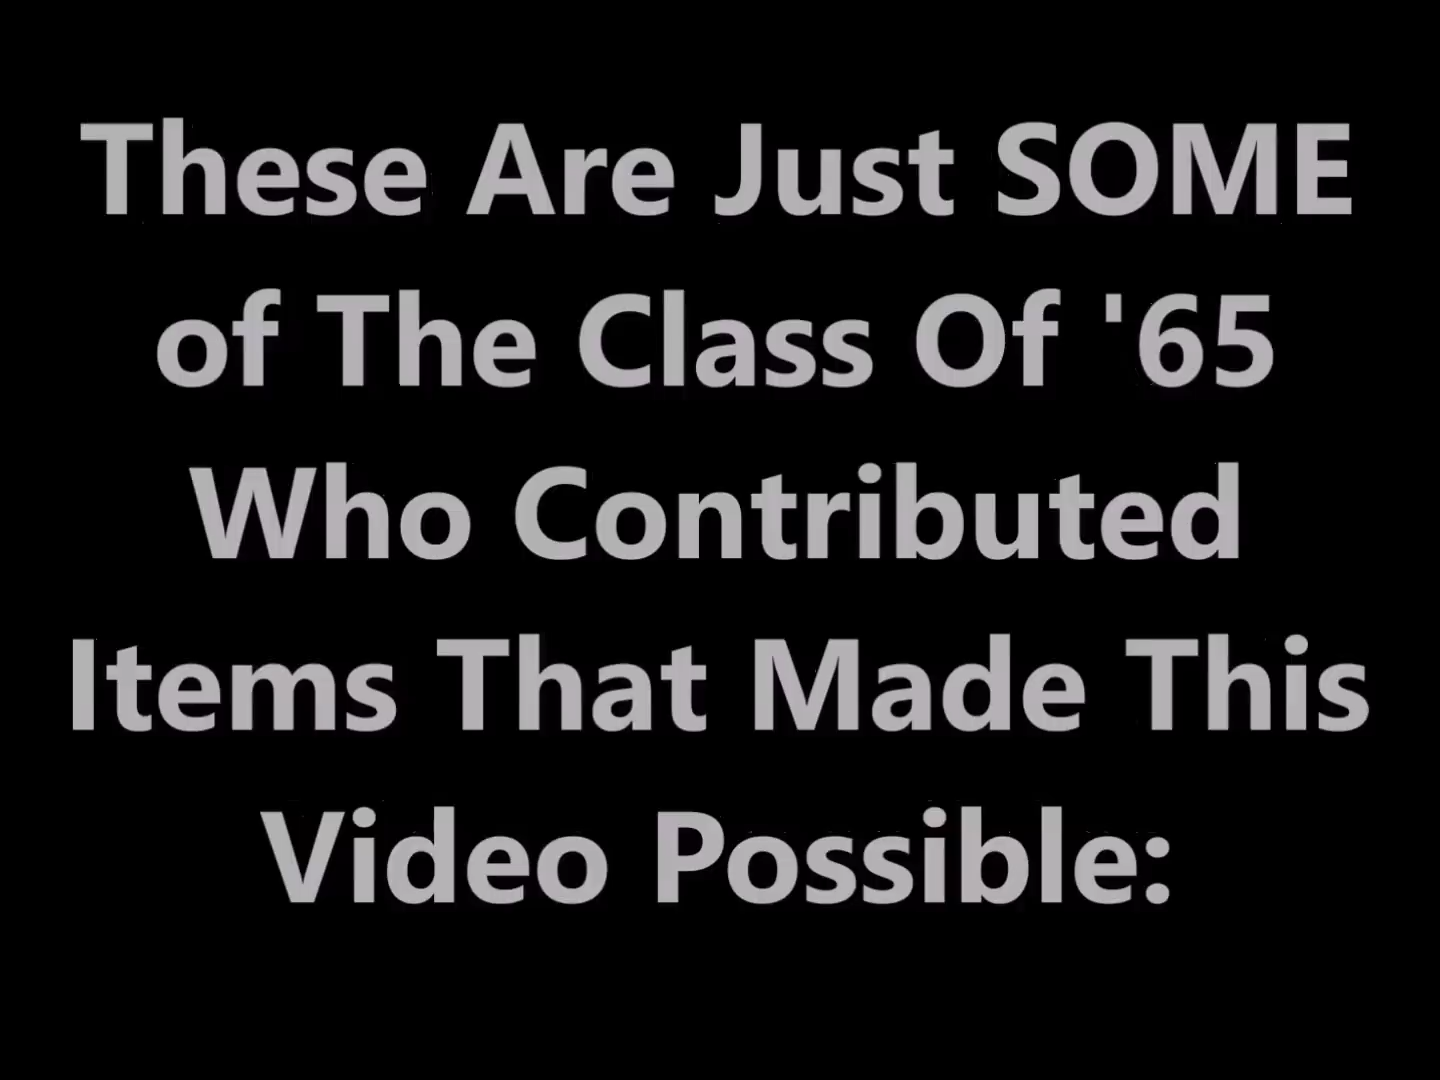 These Are Just SOME
of The Class Of '65
Who Contributed
Items That Made This
Video Possible: